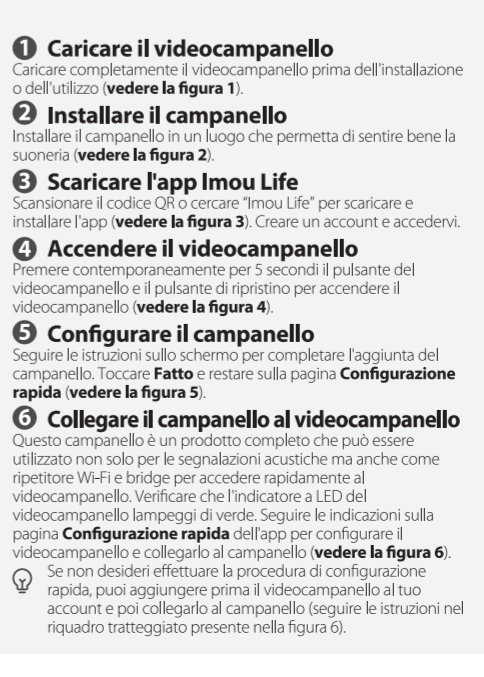 1 Caricare il videocampanello
Caricare completamente il videocampanello prima dell'installazione
o dell'utilizzo (vedere la figura 1).
2 Installare il campanello
Installare il campanello in un luogo che permetta di sentire bene la
suoneria (vedere la figura 2).
3 Scaricare l'app Imou Life
Scansionare il codice QR o cercare “Imou Life” per scaricare e
installare l'app (vedere la figura 3). Creare un account e accedervi.
4 Accendere il videocampanello
Premere contemporaneamente per 5 secondi il pulsante del
videocampanello e il pulsante di ripristino per accendere il
videocampanello (vedere la figura 4).
5 Configurare il campanello
Seguire le istruzioni sullo schermo per completare l'aggiunta del
campanello. Toccare Fatto e restare sulla pagina Configurazione
rapida (vedere la figura 5).
6 Collegare il campanello al videocampanello
Questo campanello è un prodotto completo che può essere
utilizzato non solo per le segnalazioni acustiche ma anche come
ripetitore Wi-Fi e bridge per accedere rapidamente al
videocampanello. Verificare che l'indicatore a LED del
videocampanello lampeggi di verde. Seguire le indicazioni sulla
pagina Configurazione rapida dell'app per configurare il
videocampanello e collegarlo al campanello (vedere la figura 6).
Se non desideri effettuare la procedura di configurazione
rapida, puoi aggiungere prima il videocampanello al tuo
account e poi collegarlo al campanello (seguire le istruzioni nel
riquadro tratteggiato presente nella figura 6).